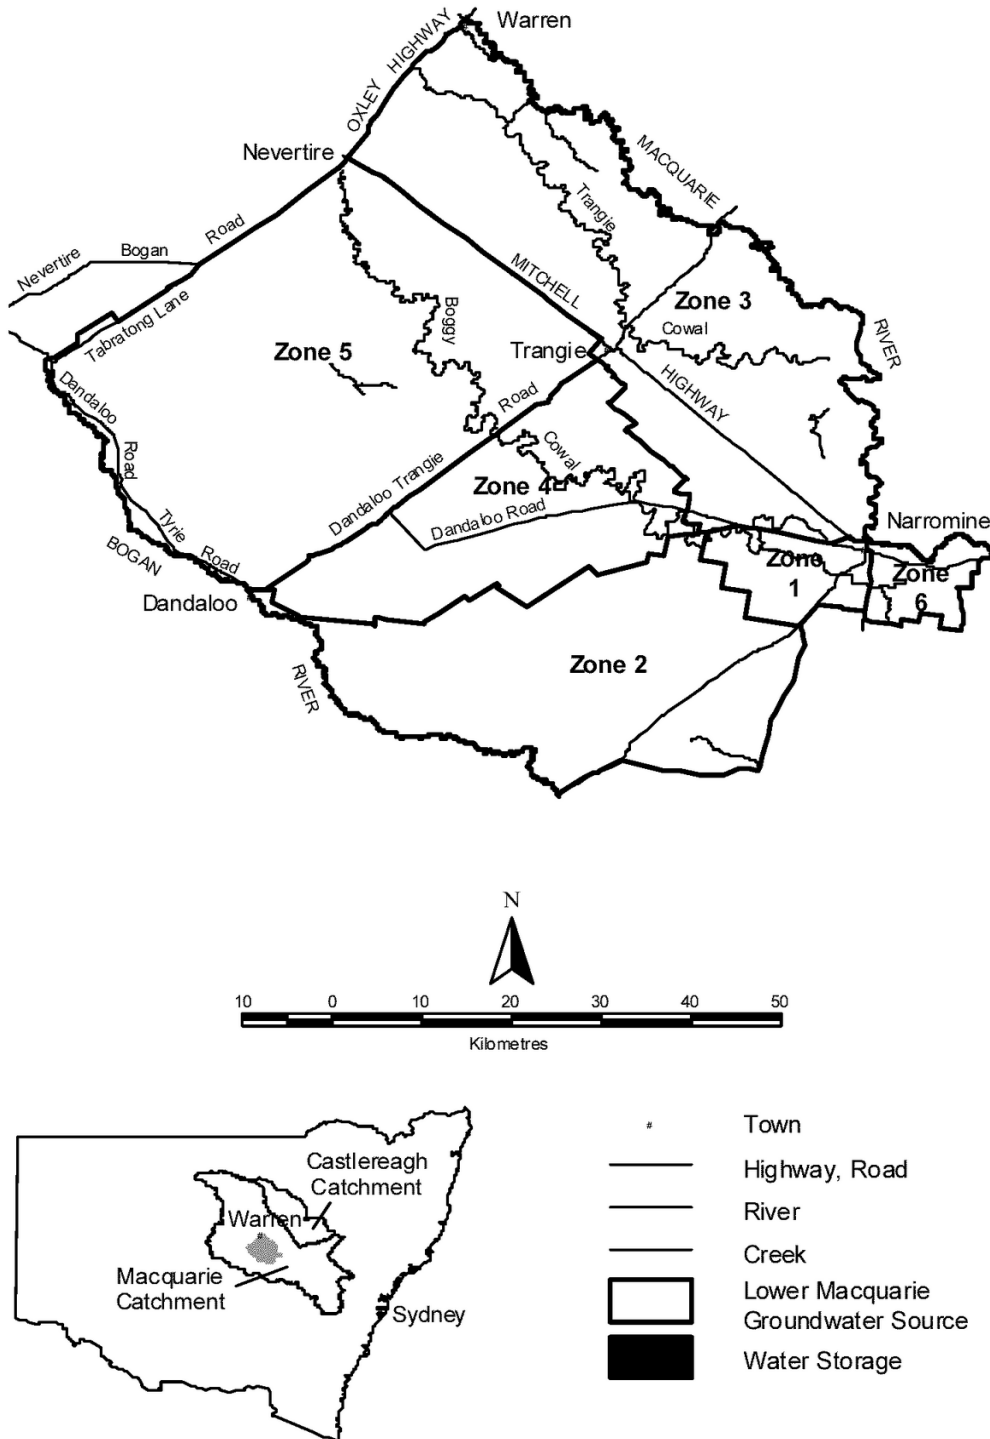 Warren
OXLEY HIGHWAY
Nevertire
MACQUARIE
Trangie
Nevertire
Bogan
Road
MITCHELL
Zone 3
Cowal
RIVER
Tabratong Lane
Boggy
Zone 5
Trangie
HIGHWAY
Dandaloo
Road
Road
Cowal
Dandaloo Trangie
Zone 4
Dandaloo Road
Tyrie
Road
Narromine
BOGAN
Zone
1
Zone
6
Dandaloo
Zone 2
RIVER
N
10 0 10 20 30 40 50
Kilometres
Castlereagh
Catchment
Warren
Macquarie
Catchment
Sydney
Town
Highway, Road
River
Creek
Lower Macquarie
Groundwater Source
Water Storage